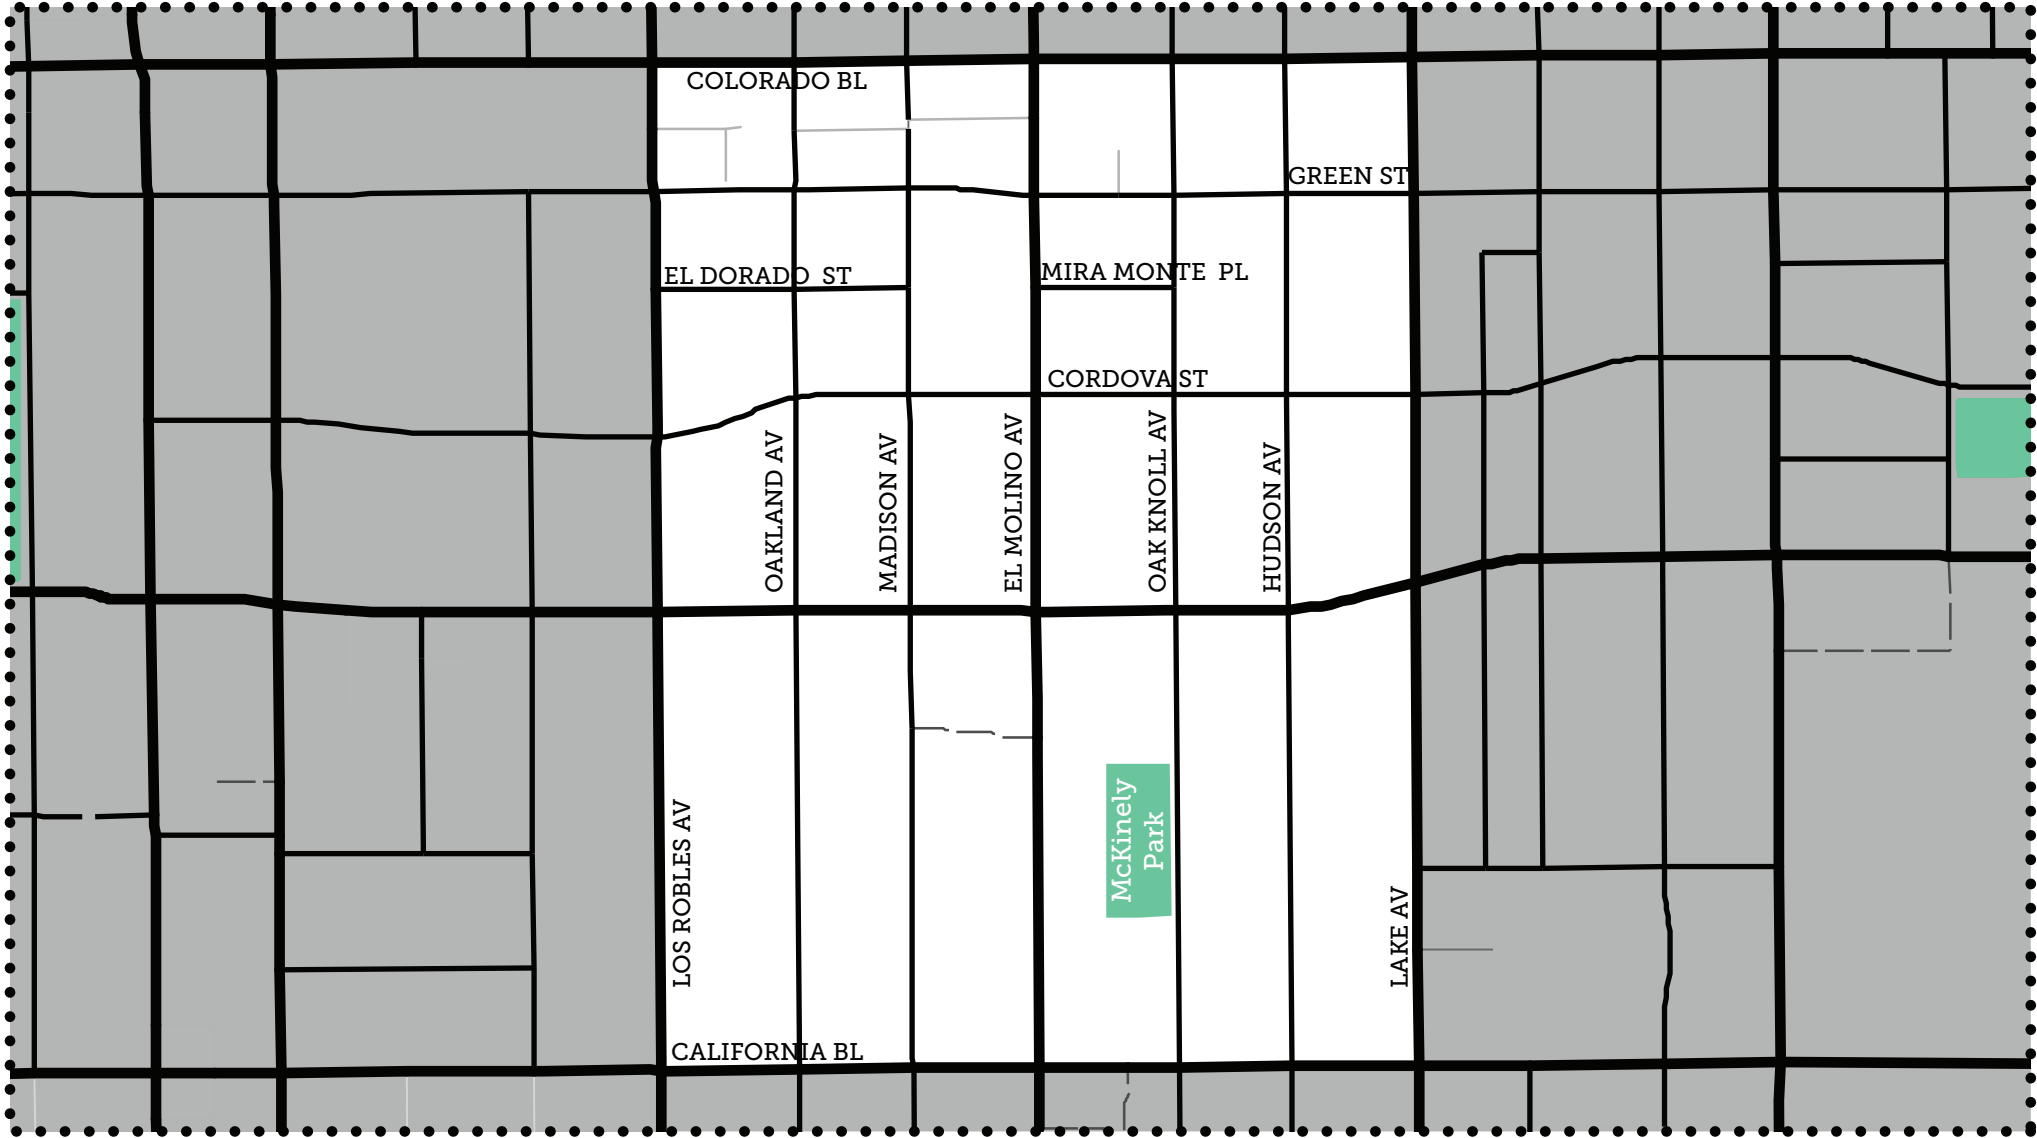 COLORADO BL
GREEN ST
EL DORADO ST
MIRA MONTE PL
CORDOVA ST
OAKLAND AV
MADISON AV
EL MOLINO AV
OAK KNOLL AV
HUDSON AV
McKinely
Park
LOS ROBLES AV
LAKE AV
CALIFORNIA BL